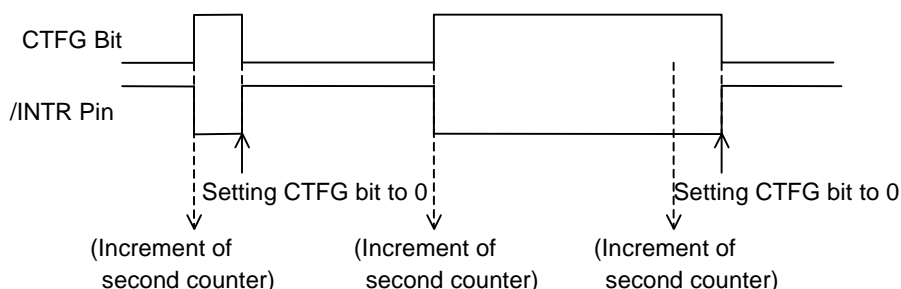 CTFG Bit
/INTR Pin
Setting CTFG bit to 0
Setting CTFG bit to 0
(Increment of
second counter)
(Increment of
second counter)
(Increment of
second counter)